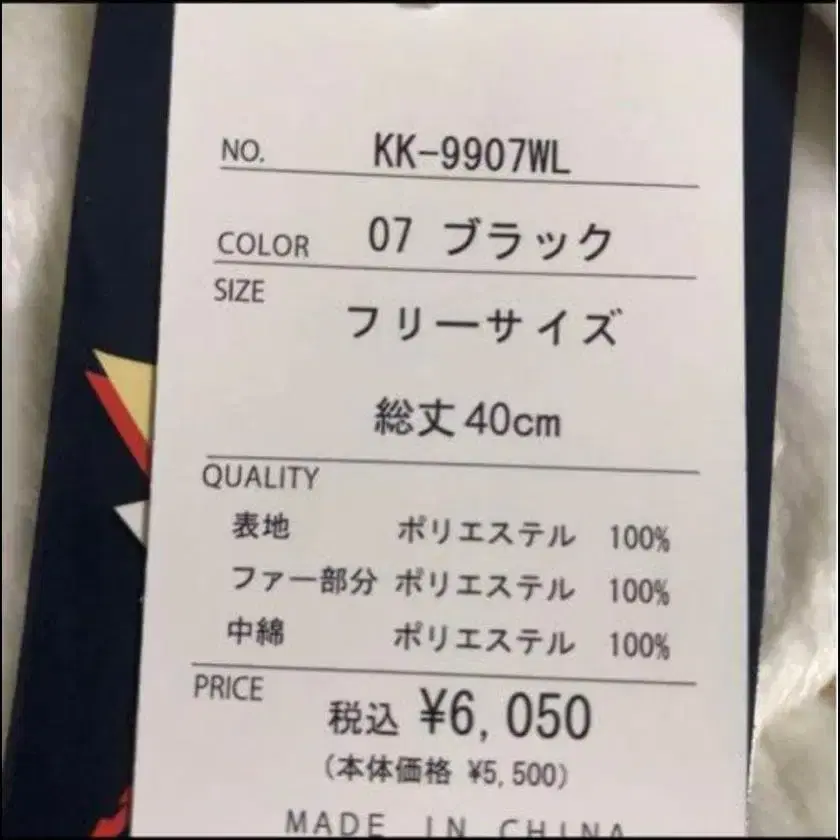 NO. KK-9907WL
COLOR 07 ブラック
SIZE
フリーサイズ
総丈40cm
QUALITY
表地 ポリエステル 100%
ファー部分 ポリエステル 100%
中綿 ポリエステル 100%
PRICE
税込 ¥6,050
(本体価格 ¥5,500)
MADE IN CHINA